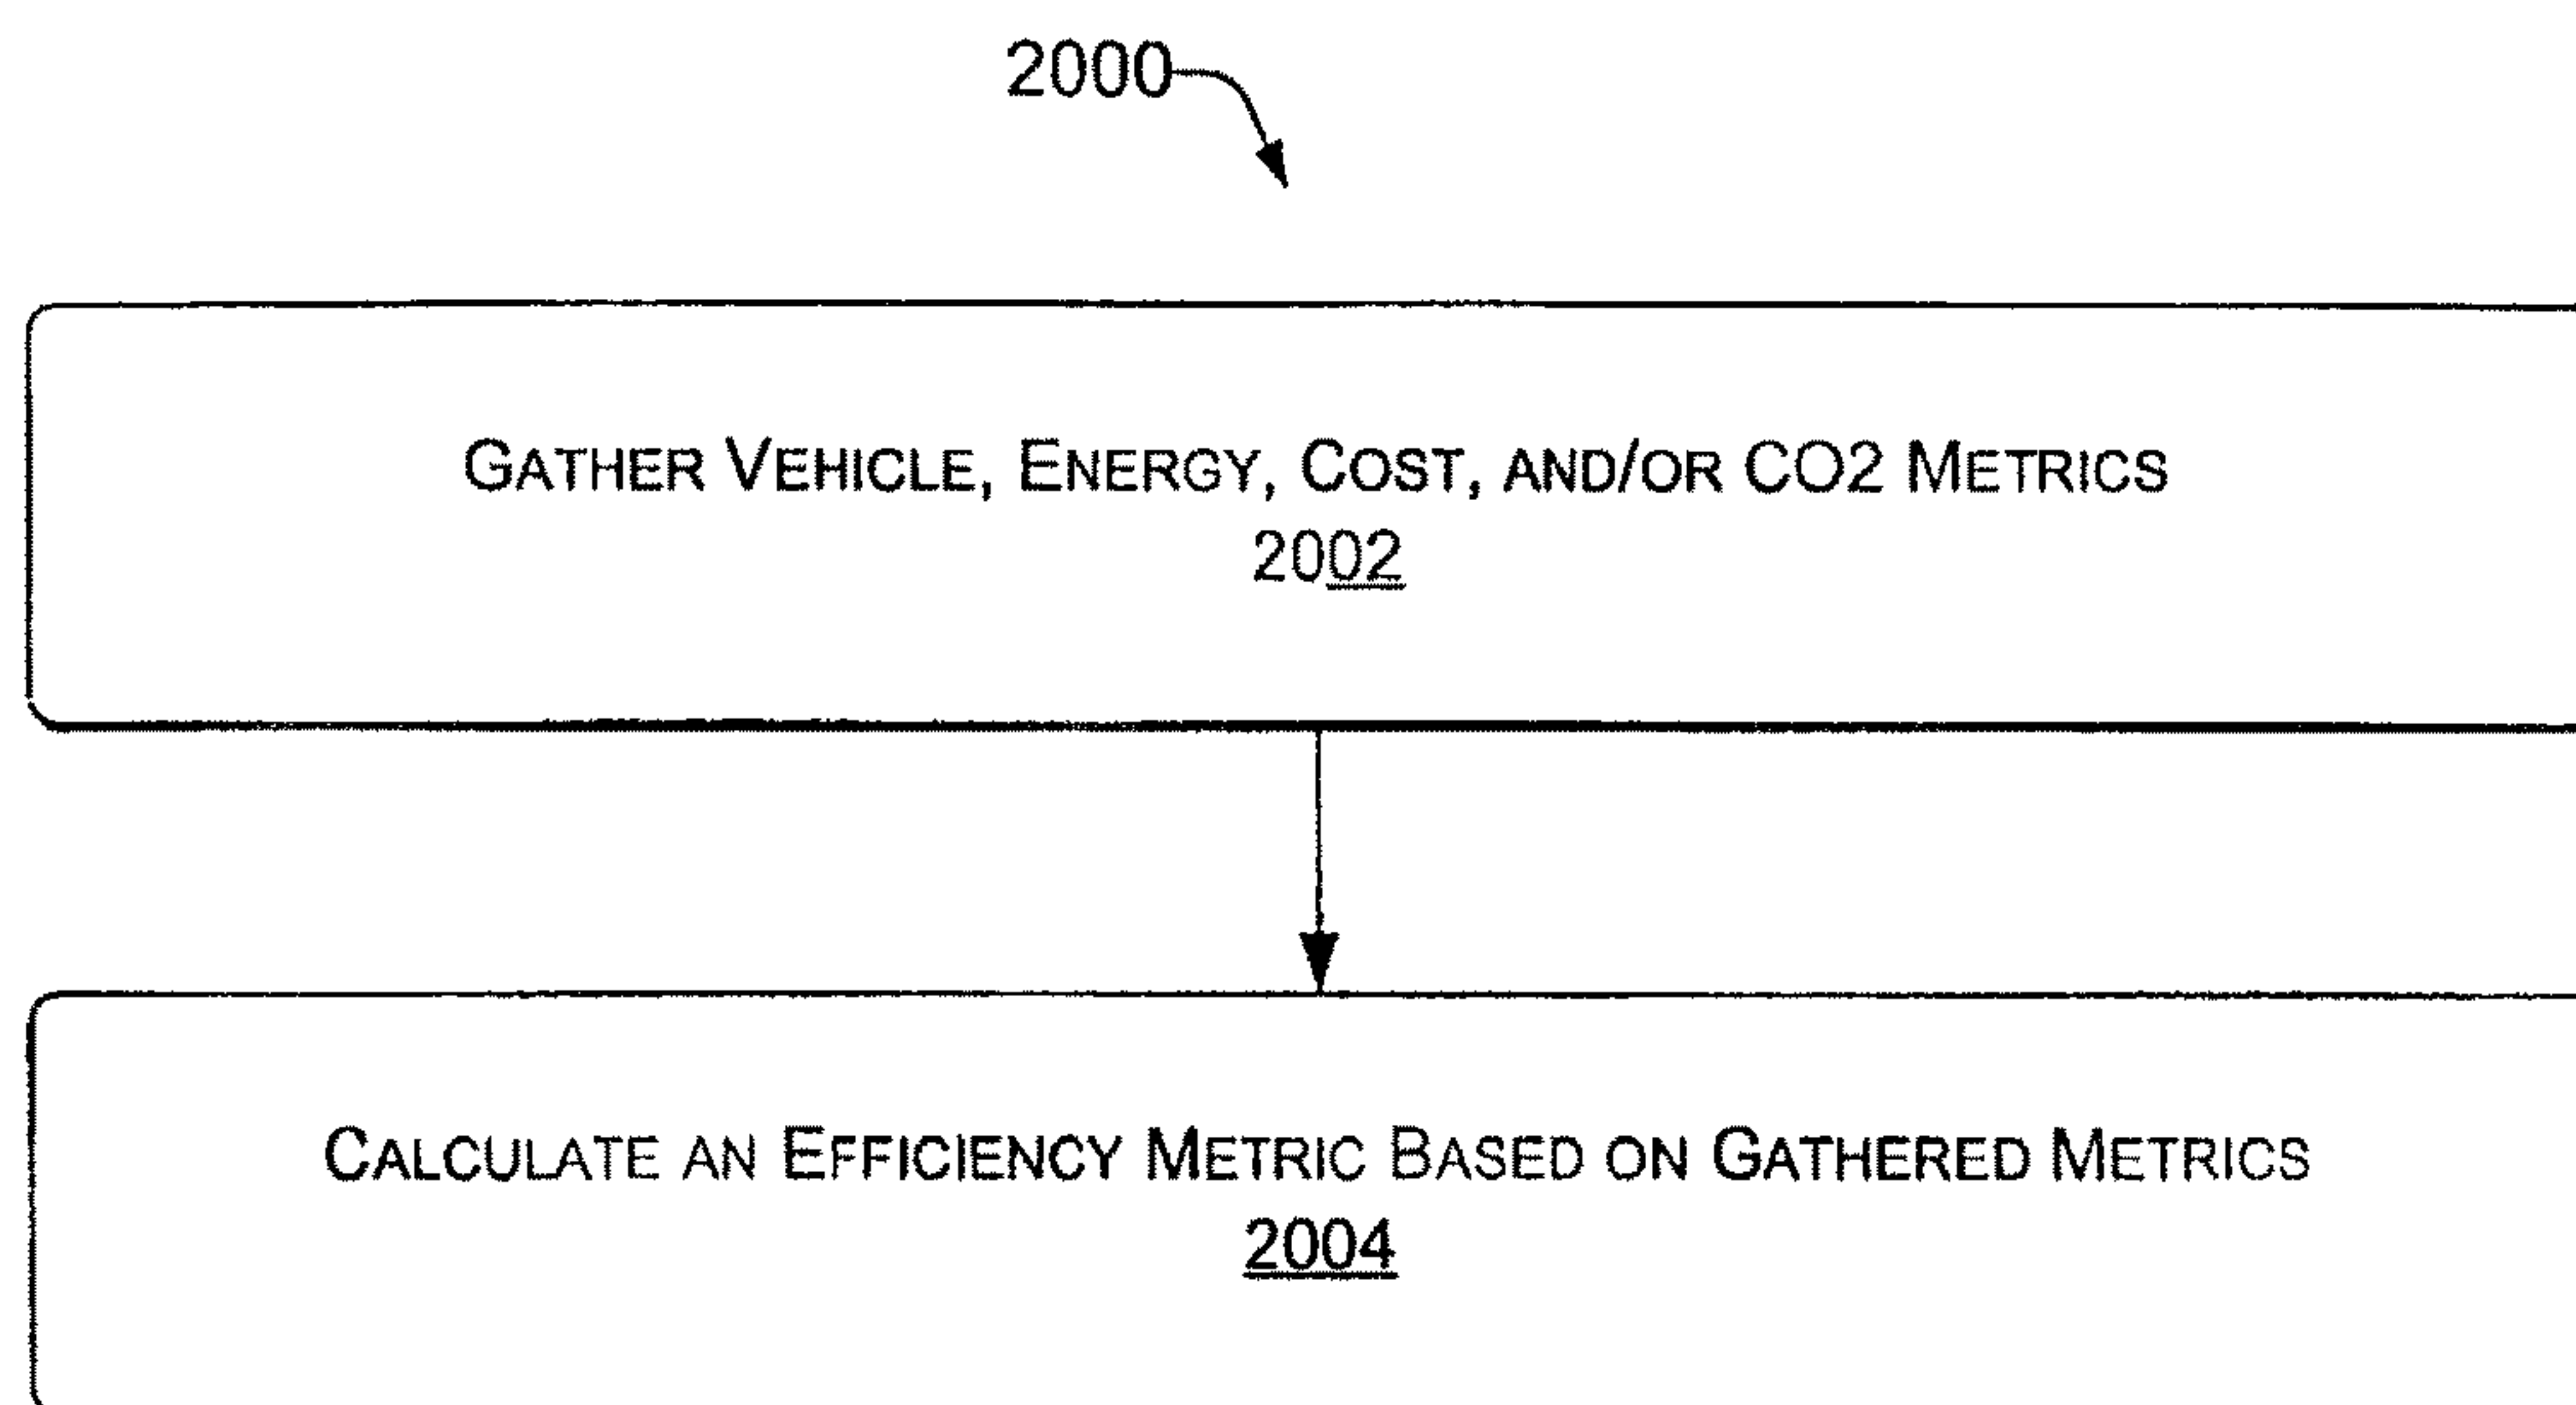 2000
GATHER VEHICLE, ENERGY, COST, AND/OR CO2 METRICS
2002
CALCULATE AN EFFICIENCY METRIC BASED ON GATHERED METRICS
2004